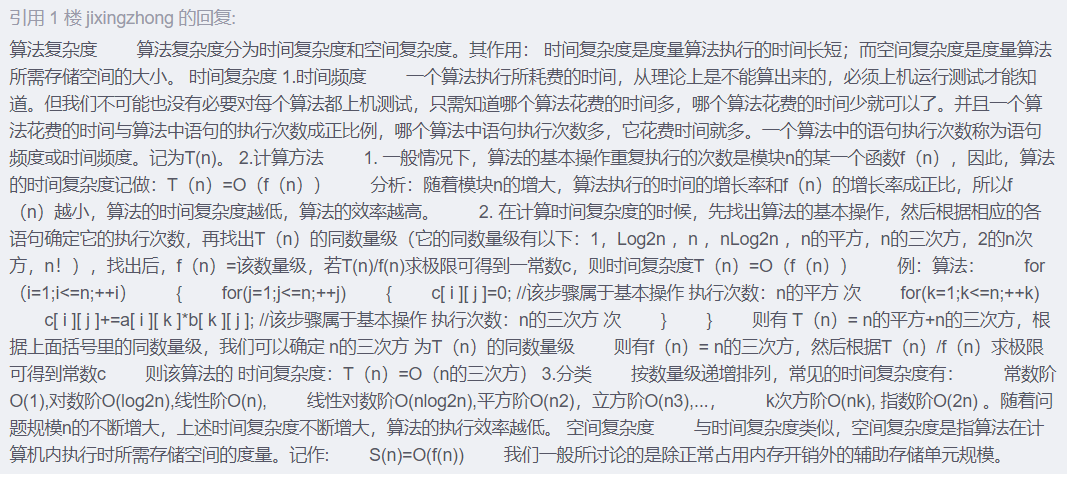 引用 1 楼 jixingzhong 的回复:
算法复杂度 算法复杂度分为时间复杂度和空间复杂度。其作用： 时间复杂度是度量算法执行的时间长短；而空间复杂度是度量算法
所需存储空间的大小。 时间复杂度 1.时间频度 一个算法执行所耗费的时间，从理论上是不能算出来的，必须上机运行测试才能知
道。但我们不可能也没有必要对每个算法都上机测试，只需知道哪个算法花费的时间多，哪个算法花费的时间少就可以了。并且一个算
法花费的时间与算法中语句的执行次数成正比例，哪个算法中语句执行次数多，它花费时间就多。一个算法中的语句执行次数称为语句
频度或时间频度。记为T(n)。 2.计算方法 1. 一般情况下，算法的基本操作重复执行的次数是模块n的某一个函数f（n）, 因此，算法
的时间复杂度记做：T（n）=O（f（n）） 分析：随着模块n的增大，算法执行的时间的增长率和f（n）的增长率成正比，所以f
（n）越小，算法的时间复杂度越低，算法的效率越高。 2. 在计算时间复杂度的时候，先找出算法的基本操作，然后根据相应的各
语句确定它的执行次数，再找出T（n）的同数量级（它的同数量级有以下：1，Log2n ，n ，nLog2n ，n的平方，n的三次方，2的n次
方，n！），找出后，f（n）=该数量级，若T(n)/f(n)求极限可得到一常数c，则时间复杂度T（n）=O（f（n）） 例：算法： for
（i=1;i<=n;++i） { for(j=1;j<=n;++j) { c[ i ][ j ]=0; //该步骤属于基本操作 执行次数：n的平方 次 for(k=1;k<=n;++k)
c[ i ][ j ]+=a[ i ][ k ]*b[ k ][ j ]; //该步骤属于基本操作 执行次数：n的三次方 次 } } 则有 T（n）= n的平方+n的三次方，根
据上面括号里的同数量级，我们可以确定 n的三次方 为T（n）的同数量级 则有f（n）= n的三次方，然后根据T（n）/f（n）求极限
可得到常数c 则该算法的 时间复杂度：T（n）=O（n的三次方） 3.分类 按数量级递增排列，常见的时间复杂度有： 常数阶
O(1),对数阶O(log2n),线性阶O(n), 线性对数阶O(nlog2n),平方阶O(n2)，立方阶O(n3),...， k次方阶O(nk), 指数阶O(2n) 。随着问
题规模n的不断增大，上述时间复杂度不断增大，算法的执行效率越低。 空间复杂度 与时间复杂度类似，空间复杂度是指算法在计
算机内执行时所需存储空间的度量。记作: S(n)=O(f(n)) 我们一般所讨论的是除正常占用内存开销外的辅助存储单元规模。